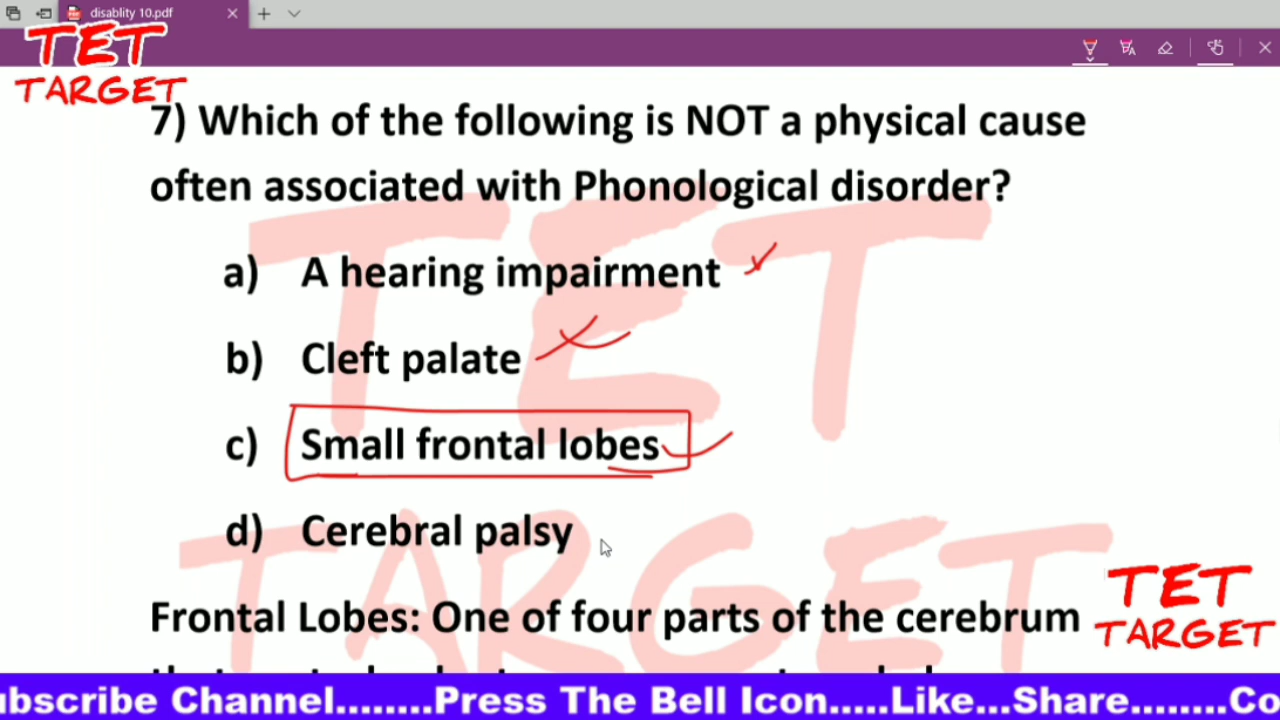 disablity 10.pdf
TET
TARGET
7) Which of the following is NOT a physical cause
often associated with Phonological disorder?
a) A hearing impairment
b) Cleft palate
c) Small frontal lobes
d) Cerebral palsy
Frontal Lobes: One of four parts of the cerebrum
TET
TARGET
TET
TARGET
ubscribe Channel........Press The Bell Icon.....Like...Share........Co